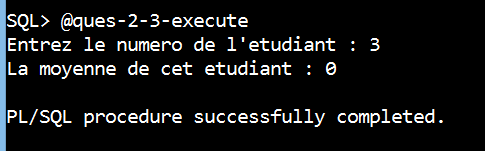 SQL> @ques-2-3-execute
Entrez le numero de l'etudiant : 3
La moyenne de cet etudiant : 0
PL/SQL procedure successfully completed.